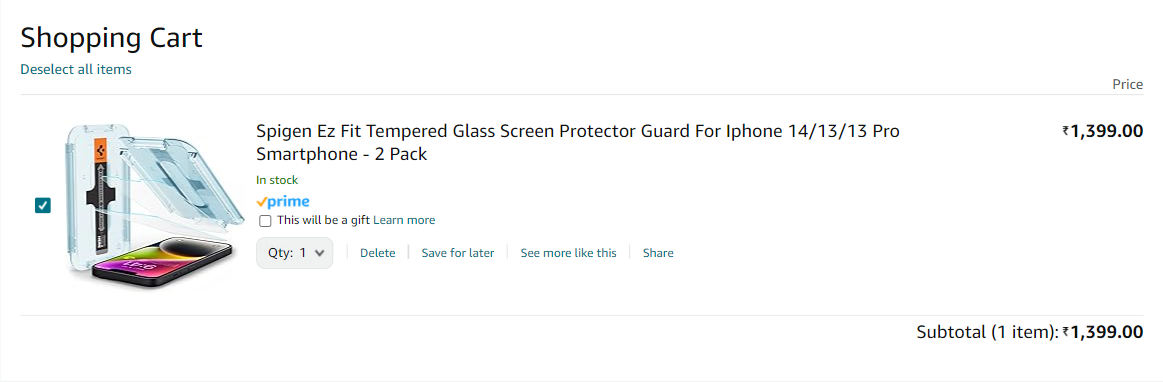 Shopping Cart
Deselect all items
Price
Spigen Ez Fit Tempered Glass Screen Protector Guard For Iphone 14/13/13 Pro
Smartphone - 2 Pack
₹1,399.00
In stock
prime
This will be a gift Learn more
Qty: 1
Delete
Save for later
See more like this
Share
Subtotal (1 item): ₹1,399.00